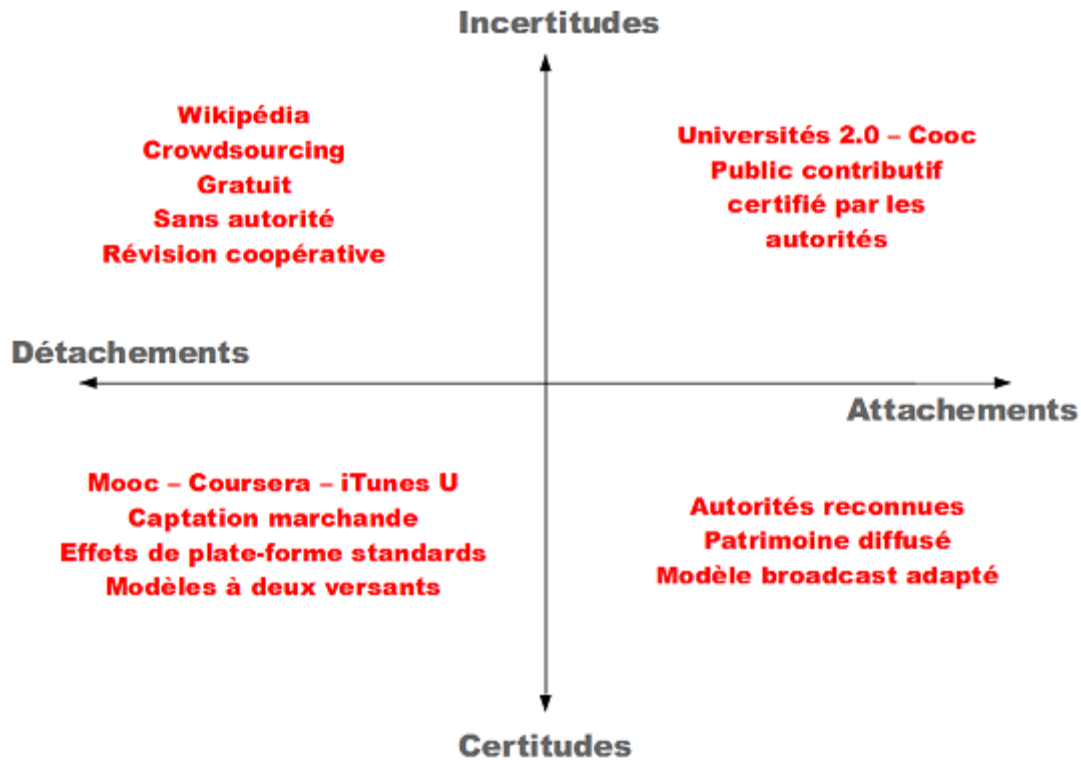 Incertitudes
Wikipédia
Crowdsourcing
Gratuit
Sans autorité
Révision coopérative
Universités 2.0 – Cooc
Public contributif
certifié par les
autorités
Détachements
Attachements
Mooc – Coursera – iTunes U
Captation marchande
Effets de plate-forme standards
Modèles à deux versants
Autorités reconnues
Patrimoine diffusé
Modèle broadcast adapté
Certitudes